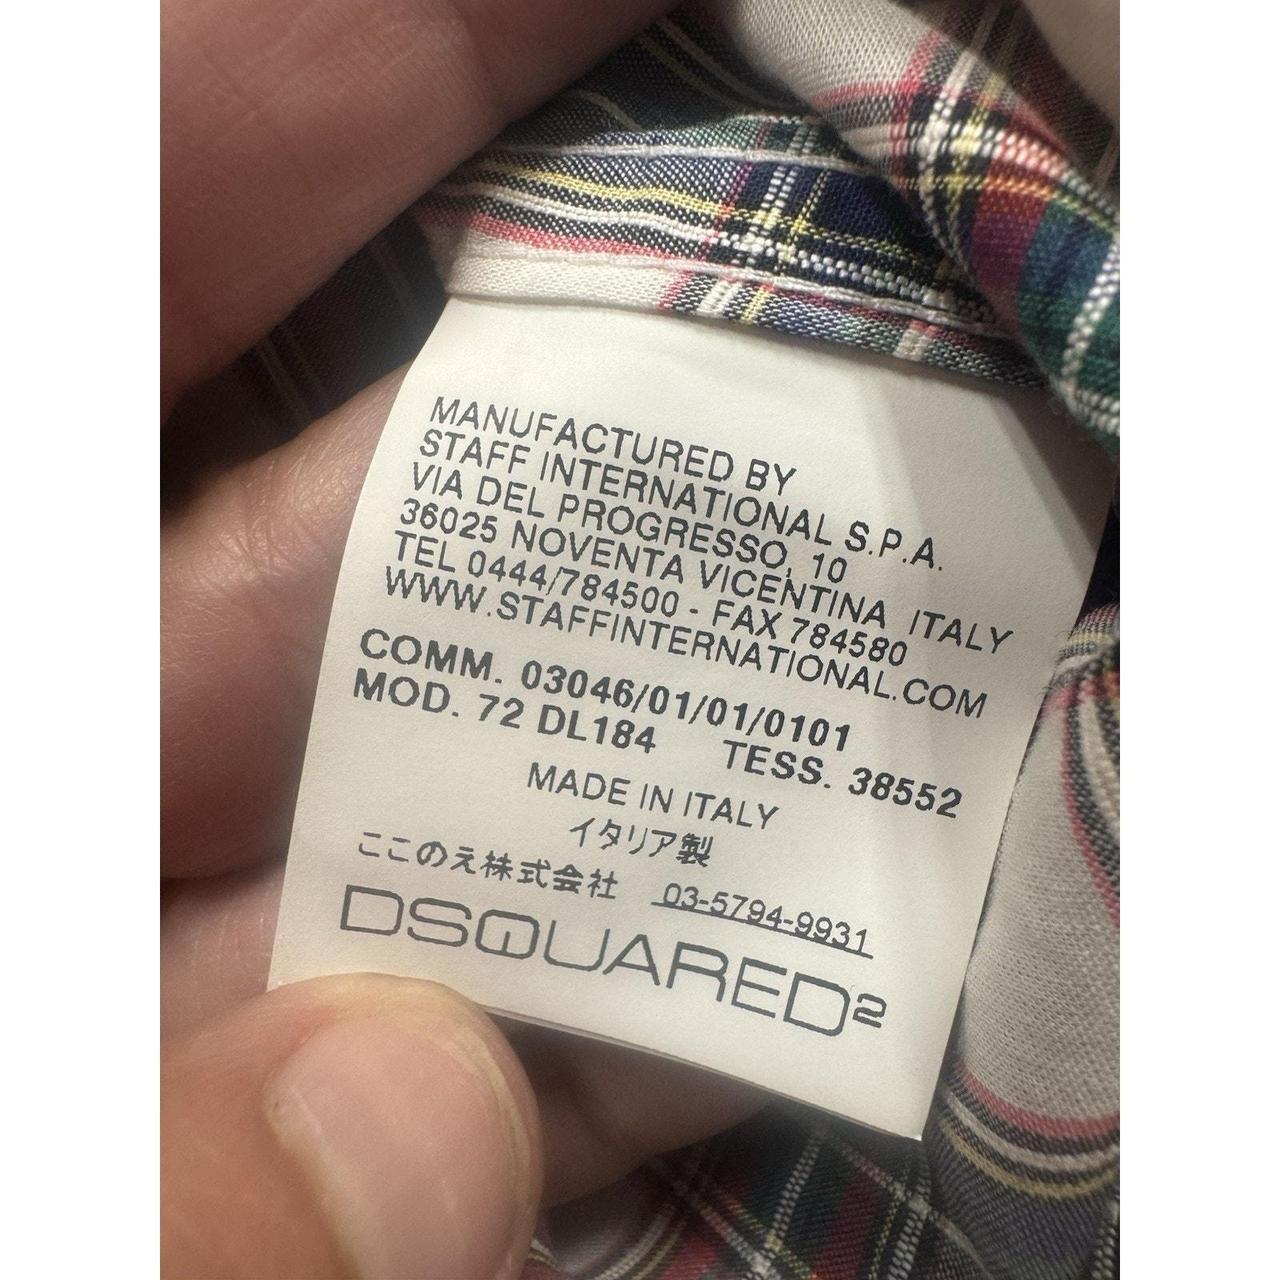 MANUFACTURED BY
STAFF INTERNATIONAL S.P.A.
VIA DEL PROGRESSO, 10
36025 NOVENTA VICENTINA ITALY
TEL 0444/784500 - FAX 784580
WWW.STAFFINTERNATIONAL.COM
COMM. 03046/01/01/0101
MOD. 72 DL184 TESS. 38552
MADE IN ITALY
イタリア製
ここのえ株式会社 03-5794-9931
DSQUARED²